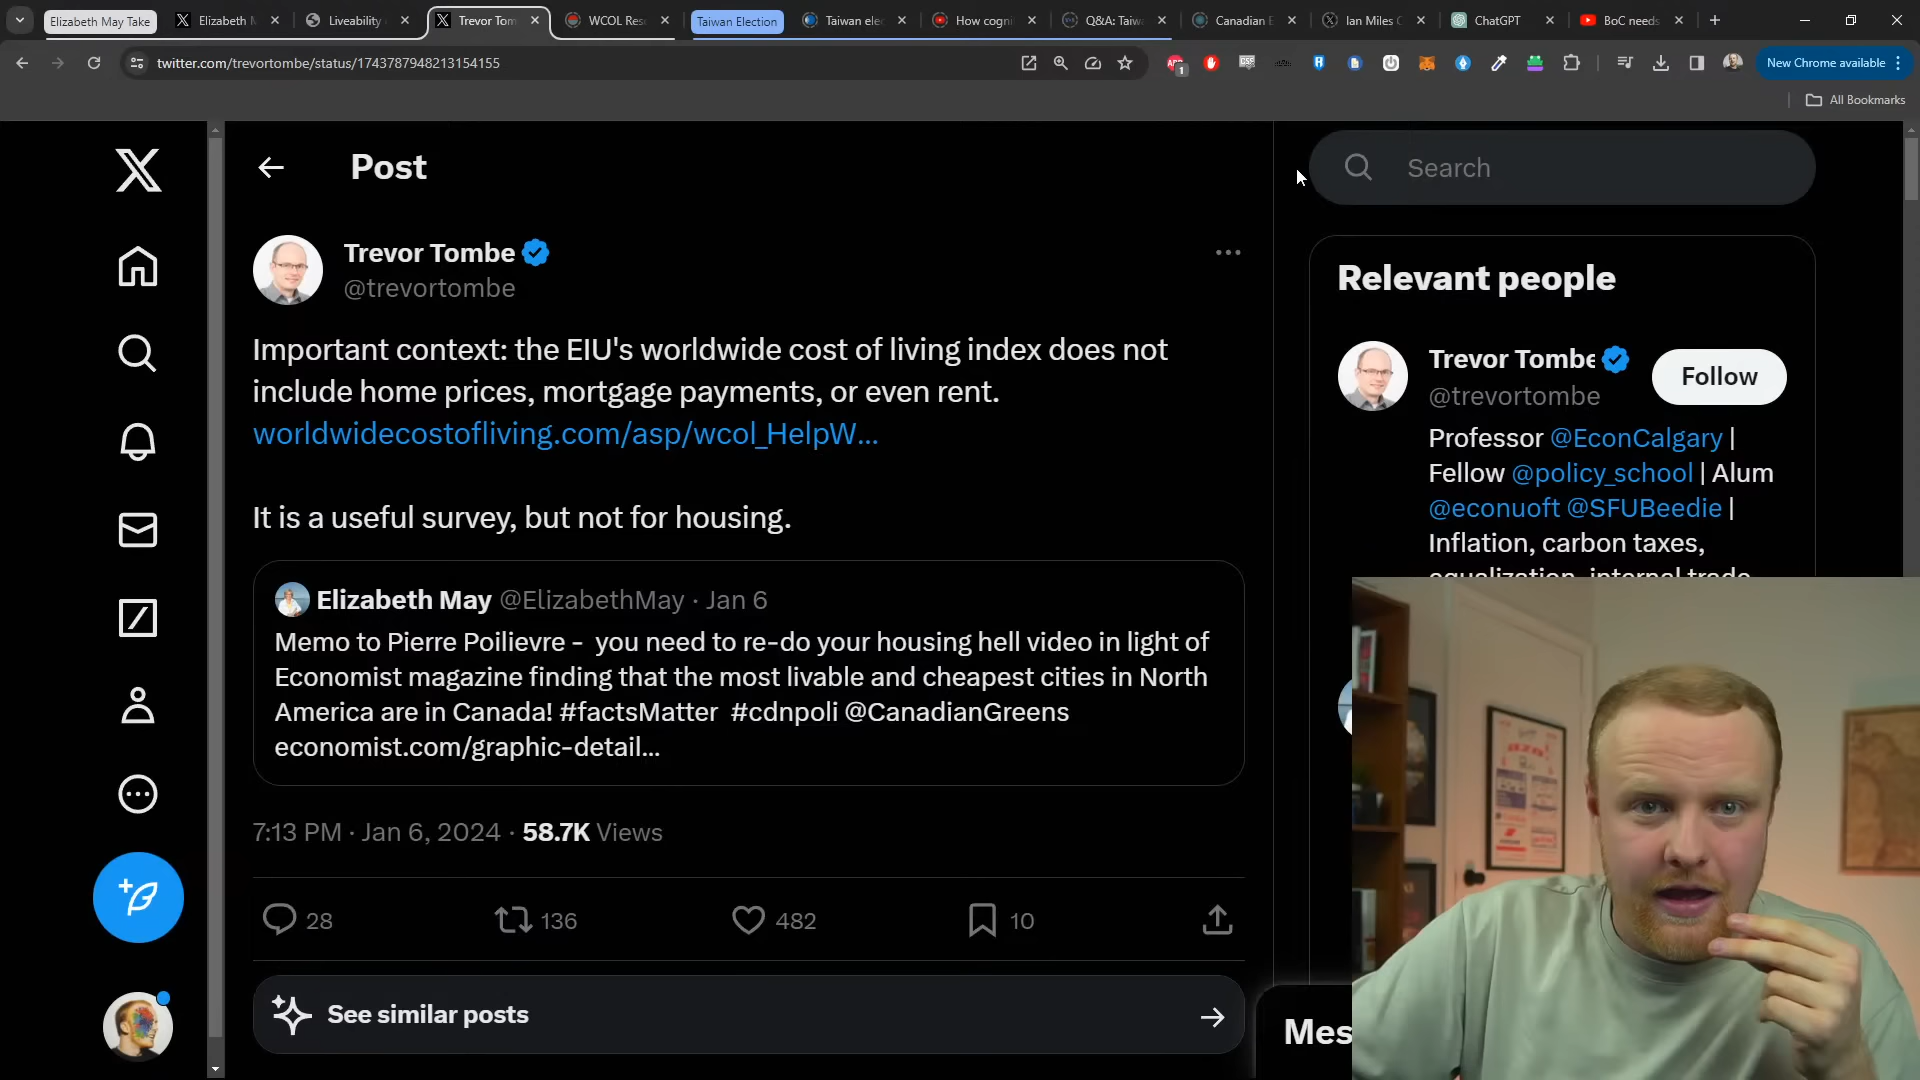 Elizabeth May Take
Elizabeth M
Liveability
Trevor Tom
WCOL Res
Taiwan Election
Taiwan ele
How cogni
Q&A: Taiw
Canadian E
Ian Miles C
ChatGPT
BoC needs
twitter.com/trevortombe/status/1743787948213154155
1
New Chrome available
All Bookmarks
Post
Search
Trevor Tombe
@trevortombe
Important context: the EIU's worldwide cost of living index does not
include home prices, mortgage payments, or even rent.
worldwidecostofliving.com/asp/wcol_HelpW...
It is a useful survey, but not for housing.
Elizabeth May @ElizabethMay · Jan 6
Memo to Pierre Poilievre - you need to re-do your housing hell video in light of
Economist magazine finding that the most livable and cheapest cities in North
America are in Canada! #factsMatter #cdnpoli @CanadianGreens
economist.com/graphic-detail...
7:13 PM · Jan 6, 2024 · 58.7K Views
28
136
482
10
See similar posts
Relevant people
Trevor Tombe
@trevortombe
Follow
Professor @EconCalgary |
Fellow @policy_school | Alum
@econuoft @SFUBeedie |
Inflation, carbon taxes,
equalization, internal trade
Mes